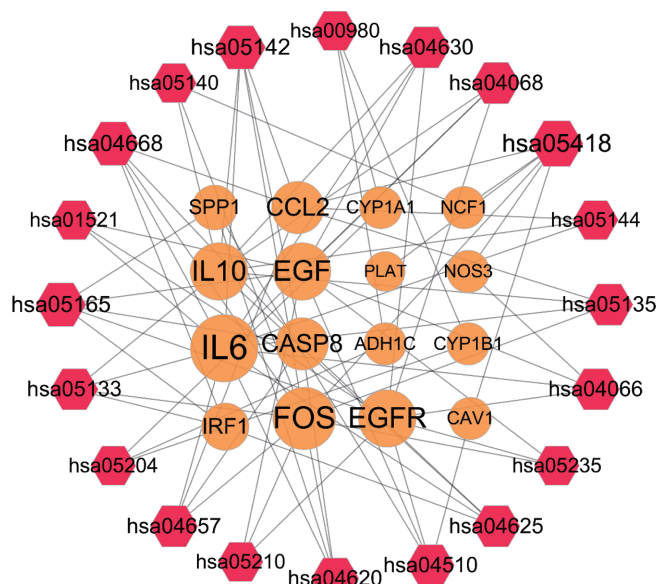 hsa00980
hsa05142
hsa04630
hsa05140
hsa04068
hsa04668
hsa05418
SPP1
CCL2
CYP1A1
NCF1
hsa01521
hsa05144
IL10
EGF
PLAT
NOS3
hsa05165
hsa05135
IL6
CASP8
ADH1C
CYP1B1
hsa05133
hsa04066
IRF1
FOS
EGFR
CAV1
hsa05204
hsa05235
hsa04657
hsa04625
hsa05210
hsa04620
hsa04510